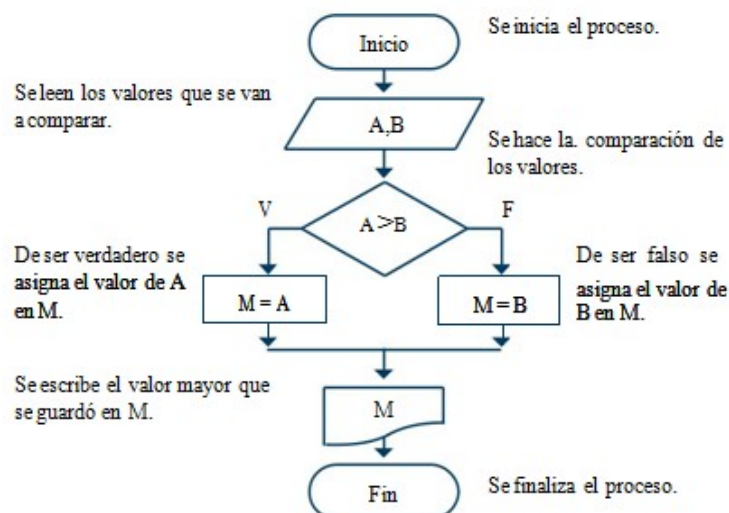 Inicio
Se inicia el proceso.
Se leen los valores que se van
a comparar.
A,B
Se hace la. comparación de
los valores.
V
A>B
F
De ser verdadero se
asigna el valor de A
en M.
M = A
M = B
De ser falso se
asigna el valor de
B en M.
Se escribe el valor mayor que
se guardó en M.
M
Fin
Se finaliza el proceso.